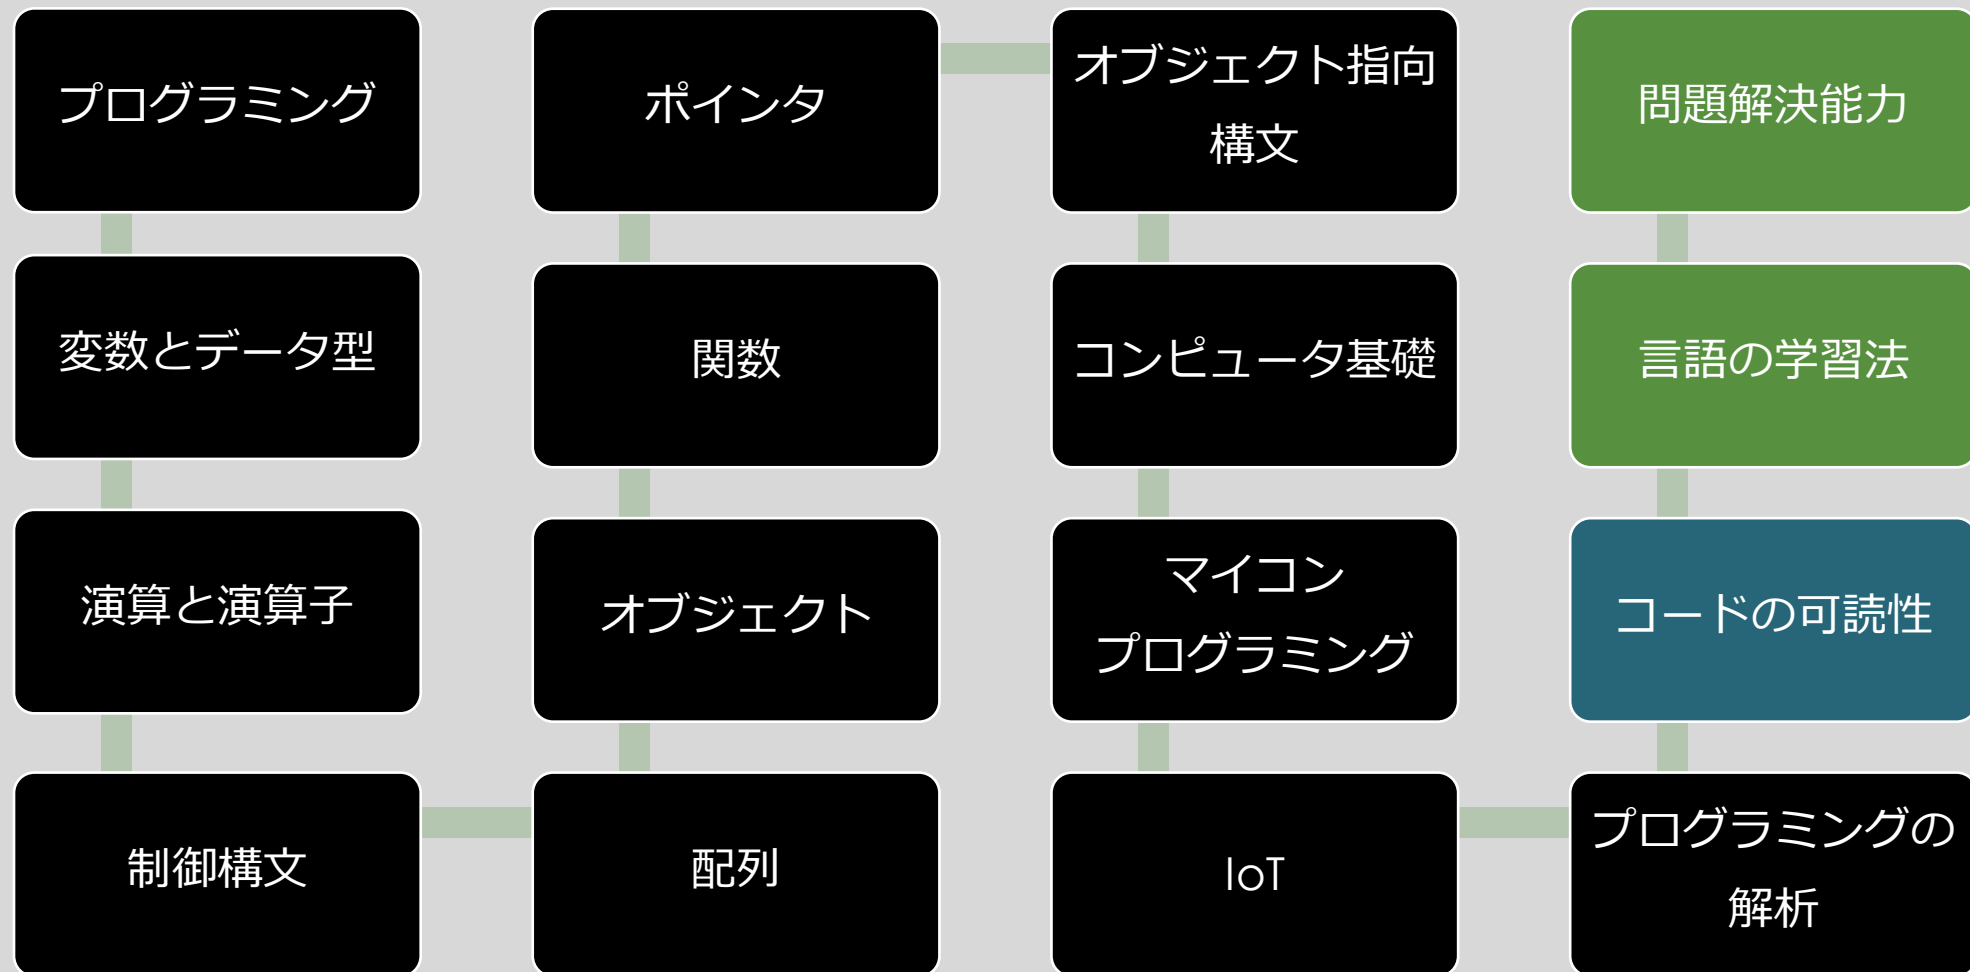 プログラミング
変数とデータ型
演算と演算子
制御構文
配列
オブジェクト
関数
ポインタ
オブジェクト指向
構文
コンピュータ基礎
マイコン
プログラミング
IoT
プログラミングの
解析
コードの可読性
言語の学習法
問題解決能力